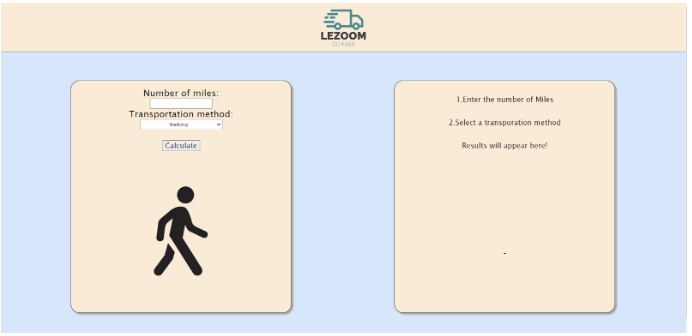 LEZOOM
GO FAST
Number of miles:
Transportation method:
Walking
Calculate
1.Enter the number of Miles
2.Select a transporation method
Results will appear here!
-